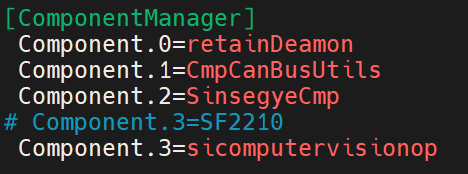 [ComponentManager]
Component.0=retainDeamon
Component.1=CmpCanBusUtils
Component.2=SinsegyeCmp
# Component.3=SF2210
Component.3=sicomputervisionop